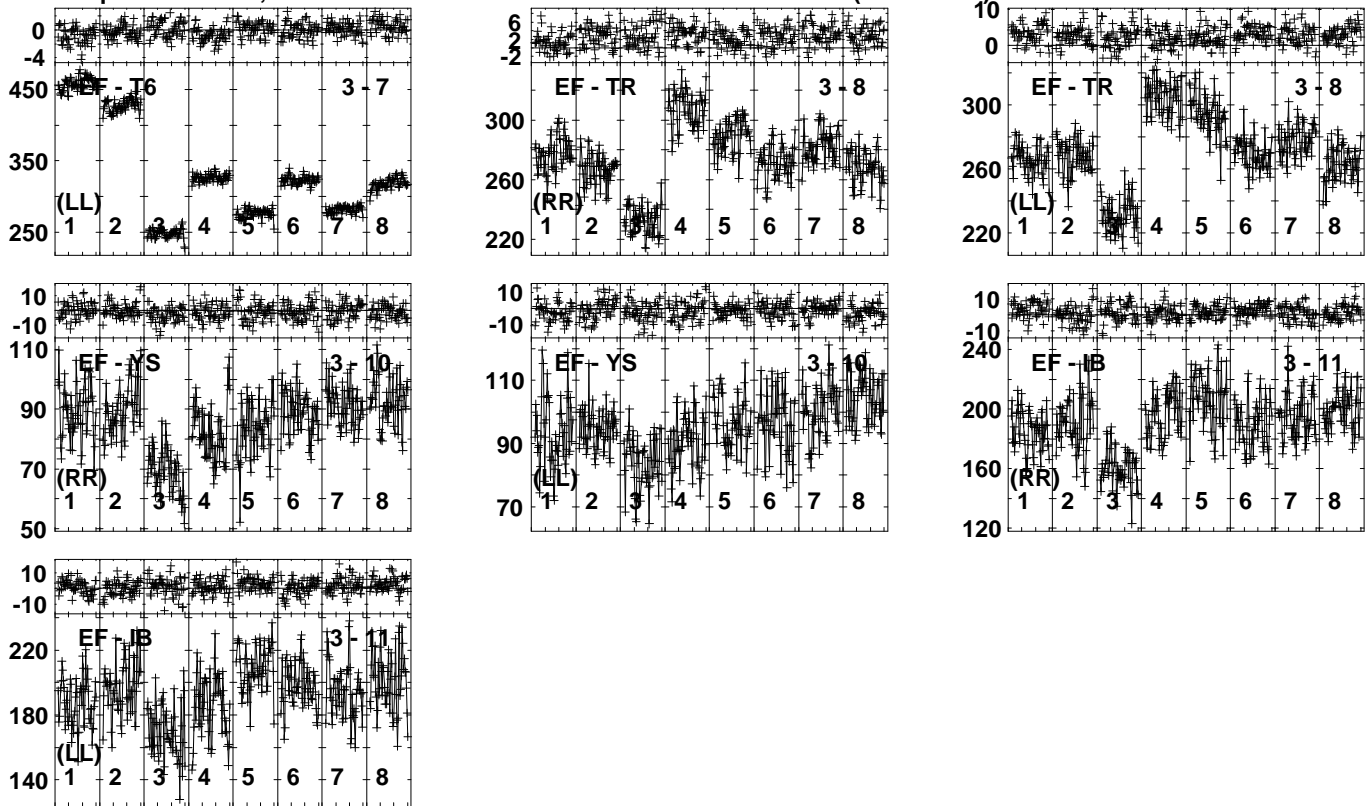 0
-4
EF - T6 3 - 7
450
350
250
(LL)
1 2 3 4 5 6 7 8
6
2
-2
EF - TR 3 - 8
300
260
220
(RR)
1 2 3 4 5 6 7 8
10
0
EF - TR 3 - 8
300
260
220
(LL)
1 2 3 4 5 6 7 8
10
-10
EF - YS 3 - 10
110
90
70
50
(RR)
1 2 3 4 5 6 7 8
10
-10
EF - YS 3 - 10
110
90
70
(LL)
1 2 3 4 5 6 7 8
10
-10
EF - IB 3 - 11
240
200
160
120
(RR)
1 2 3 4 5 6 7 8
10
-10
EF - IB 3 - 11
220
180
140
(LL)
1 2 3 4 5 6 7 8